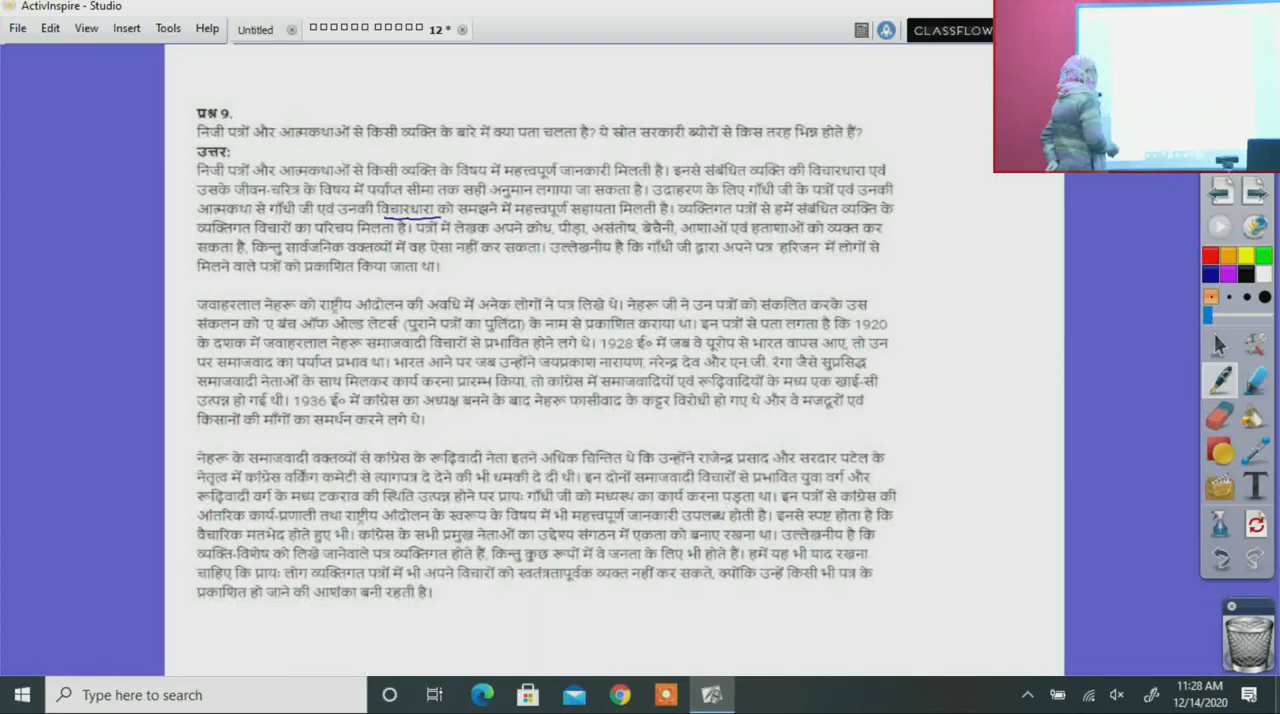 ActivInspire - Studio
File Edit View Insert Tools Help Untitled 12 *
CLASSFLOW
प्रश्न 9.
निजी पत्रों और आत्मकथाओं से किसी व्यक्ति के बारे में क्या पता चलता है? ये स्रोत सरकारी ब्योरों से किस तरह भिन्न होते हैं?
उत्तर:
निजी पत्रों और आत्मकथाओं से किसी व्यक्ति के विषय में महत्त्वपूर्ण जानकारी मिलती है। इनसे संबंधित व्यक्ति की विचारधारा एवं
उसके जीवन-चरित्र के विषय में पर्याप्त सीमा तक सही अनुमान लगाया जा सकता है। उदाहरण के लिए गाँधी जी के पत्रों एवं उनकी
आत्मकथा से गाँधी जी एवं उनकी विचारधारा को समझने में महत्त्वपूर्ण सहायता मिलती है। व्यक्तिगत पत्रों से हमें संबंधित व्यक्ति के
व्यक्तिगत विचारों का परिचय मिलता है। पत्रों में लेखक अपने क्रोध, पीड़ा, असंतोष, बेचैनी, आशाओं एवं हताशाओं को व्यक्त कर
सकता है, किन्तु सार्वजनिक वक्तव्यों में वह ऐसा नहीं कर सकता। उल्लेखनीय है कि गाँधी जी द्वारा अपने पत्र 'हरिजन' में लोगों से
मिलने वाले पत्रों को प्रकाशित किया जाता था।
जवाहरलाल नेहरू को राष्ट्रीय आंदोलन की अवधि में अनेक लोगों ने पत्र लिखे थे। नेहरू जी ने उन पत्रों को संकलित करके उस
संकलन को 'ए बंच ऑफ ओल्ड लेटर्स' (पुराने पत्रों का पुलिंदा) के नाम से प्रकाशित कराया था। इन पत्रों से पता लगता है कि 1920
के दशक में जवाहरलाल नेहरू समाजवादी विचारों से प्रभावित होने लगे थे। 1928 ई० में जब वे यूरोप से भारत वापस आए, तो उन
पर समाजवाद का पर्याप्त प्रभाव था। भारत आने पर जब उन्होंने जयप्रकाश नारायण, नरेन्द्र देव और एन.जी. रंगा जैसे सुप्रसिद्ध
समाजवादी नेताओं के साथ मिलकर कार्य करना प्रारम्भ किया, तो कांग्रेस में समाजवादियों एवं रूढ़िवादियों के मध्य एक खाई-सी
उत्पन्न हो गई थी। 1936 ई० में कांग्रेस का अध्यक्ष बनने के बाद नेहरू फासीवाद के कट्टर विरोधी हो गए थे और वे मजदूरों एवं
किसानों की माँगों का समर्थन करने लगे थे।
नेहरू के समाजवादी वक्तव्यों से कांग्रेस के रूढ़िवादी नेता इतने अधिक चिन्तित थे कि उन्होंने राजेन्द्र प्रसाद और सरदार पटेल के
नेतृत्व में कांग्रेस वर्किंग कमेटी से त्यागपत्र दे देने की भी धमकी दे दी थी। इन दोनों समाजवादी विचारों से प्रभावित युवा वर्ग और
रूढ़िवादी वर्ग के मध्य टकराव की स्थिति उत्पन्न होने पर प्रायः गाँधी जी को मध्यस्थ का कार्य करना पड़ता था। इन पत्रों से कांग्रेस की
आंतरिक कार्य-प्रणाली तथा राष्ट्रीय आंदोलन के स्वरूप के विषय में भी महत्त्वपूर्ण जानकारी उपलब्ध होती है। इनसे स्पष्ट होता है कि
वैचारिक मतभेद होते हुए भी। कांग्रेस के सभी प्रमुख नेताओं का उद्देश्य संगठन में एकता को बनाए रखना था। उल्लेखनीय है कि
व्यक्ति-विशेष को लिखे जानेवाले पत्र व्यक्तिगत होते हैं, किन्तु कुछ रूपों में वे जनता के लिए भी होते हैं। हमें यह भी याद रखना
चाहिए कि प्रायः लोग व्यक्तिगत पत्रों में भी अपने विचारों को स्वतंत्रतापूर्वक व्यक्त नहीं कर सकते, क्योंकि उन्हें किसी भी पत्र के
प्रकाशित हो जाने की आशंका बनी रहती है।
Type here to search
11:28 AM
12/14/2020